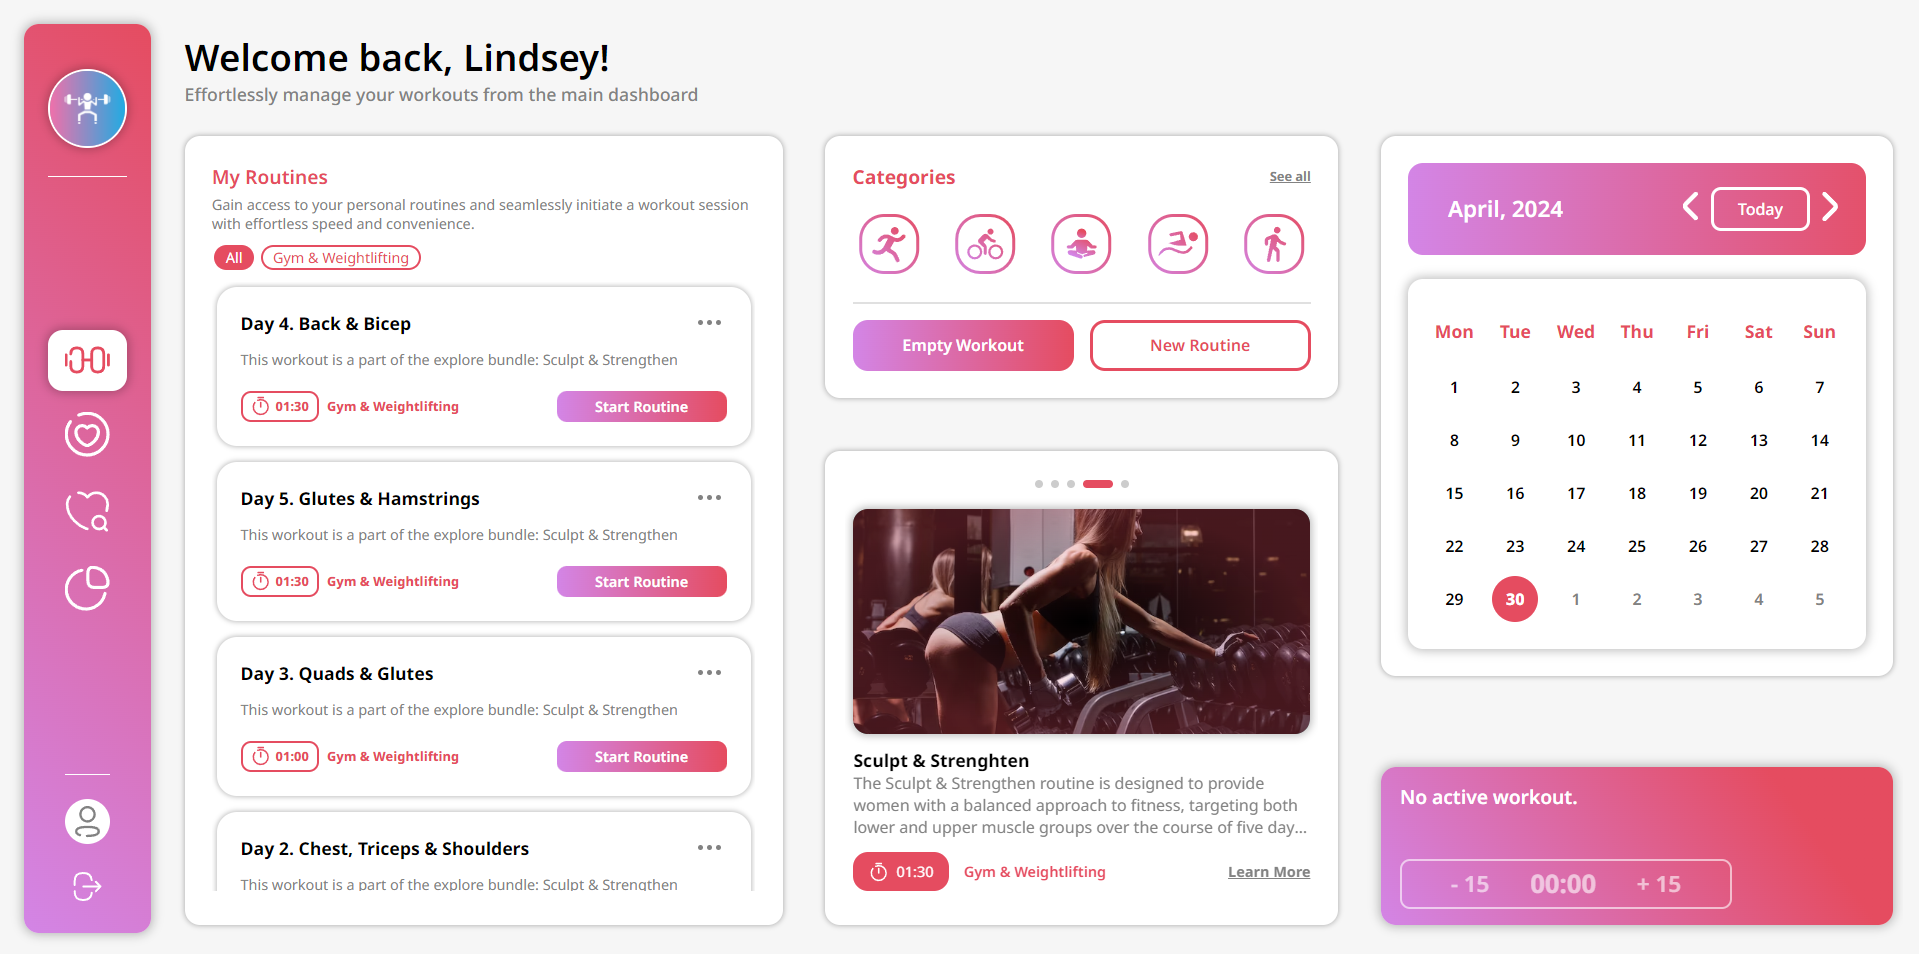 Welcome back, Lindsey!
Effortlessly manage your workouts from the main dashboard
My Routines
Gain access to your personal routines and seamlessly initiate a workout session
with effortless speed and convenience.
All
Gym & Weightlifting
Day 4. Back & Bicep
This workout is a part of the explore bundle: Sculpt & Strengthen
01:30 Gym & Weightlifting Start Routine
Day 5. Glutes & Hamstrings
This workout is a part of the explore bundle: Sculpt & Strengthen
01:30 Gym & Weightlifting Start Routine
Day 3. Quads & Glutes
This workout is a part of the explore bundle: Sculpt & Strengthen
01:00 Gym & Weightlifting Start Routine
Day 2. Chest, Triceps & Shoulders
This workout is a part of the explore bundle: Sculpt & Strengthen
Categories See all
Empty Workout New Routine
Sculpt & Strenghten
The Sculpt & Strengthen routine is designed to provide
women with a balanced approach to fitness, targeting both
lower and upper muscle groups over the course of five day...
01:30 Gym & Weightlifting Learn More
April, 2024 Today
Mon Tue Wed Thu Fri Sat Sun
1 2 3 4 5 6 7
8 9 10 11 12 13 14
15 16 17 18 19 20 21
22 23 24 25 26 27 28
29 30 1 2 3 4 5
No active workout.
- 15 00:00 + 15